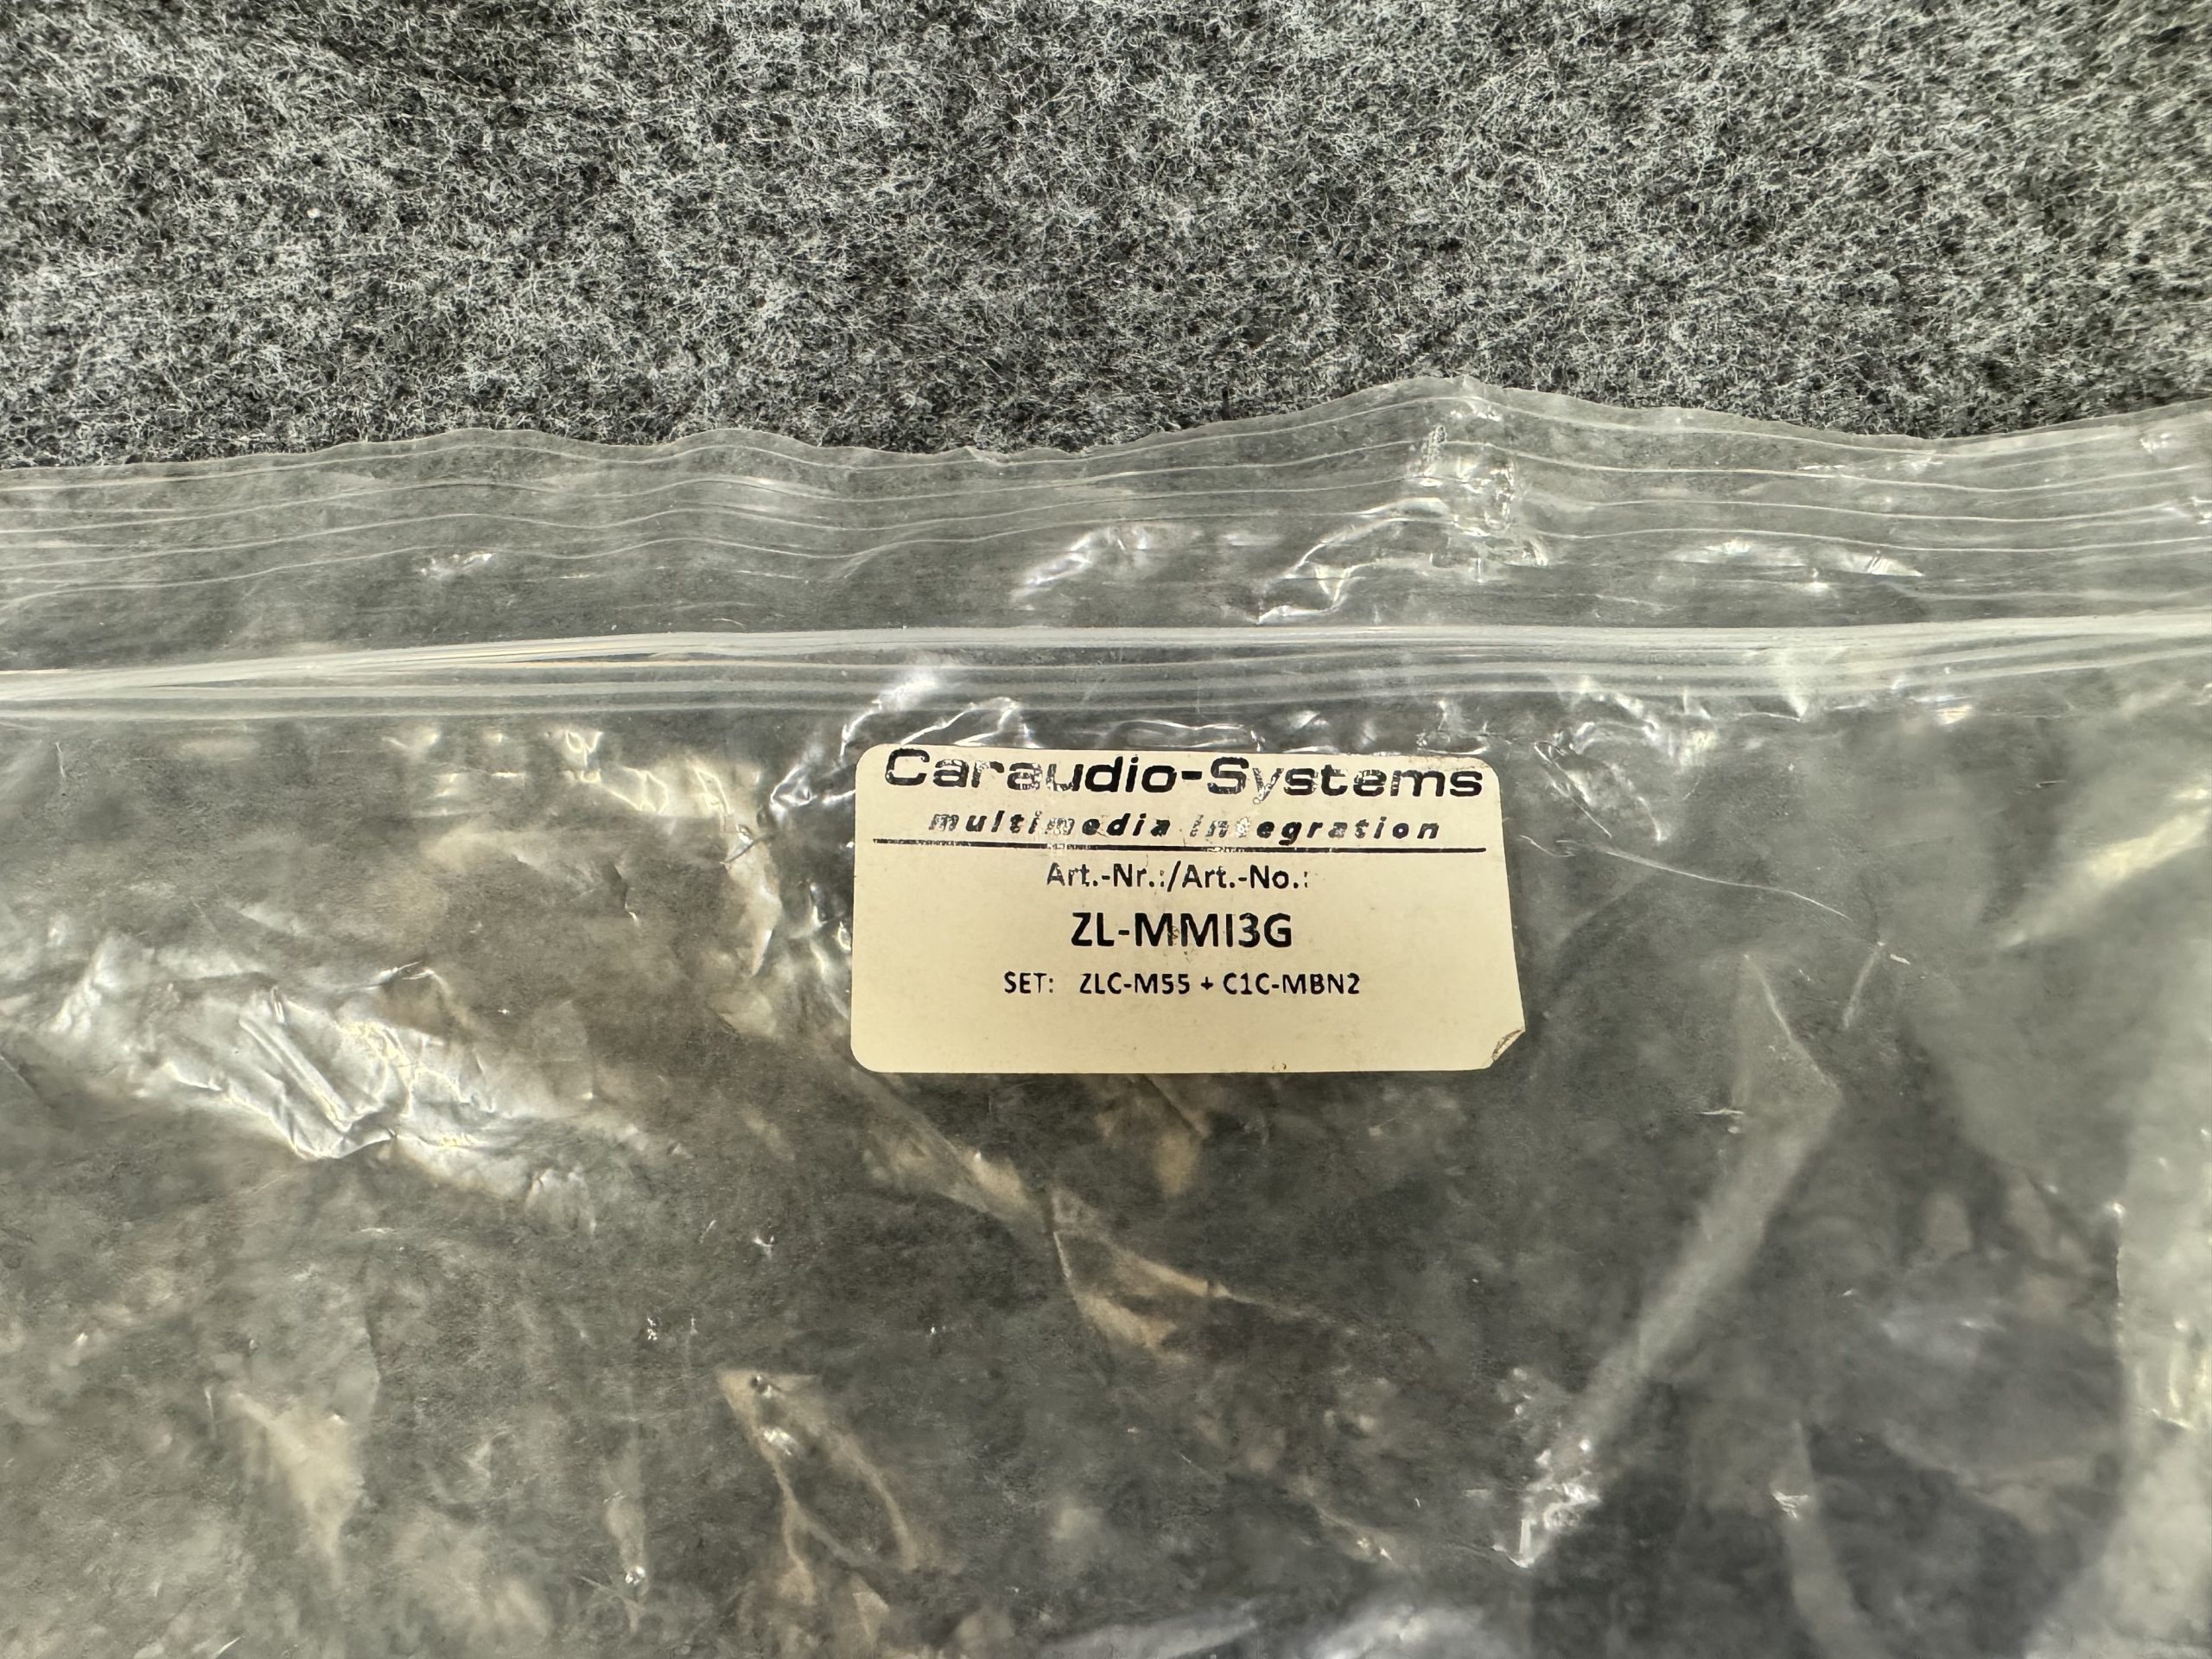 Caraudio-Systems
multimedia integration
Art.-Nr.:/Art.-No.:
ZL-MMI3G
SET: ZLC-M55 + C1C-MBN2